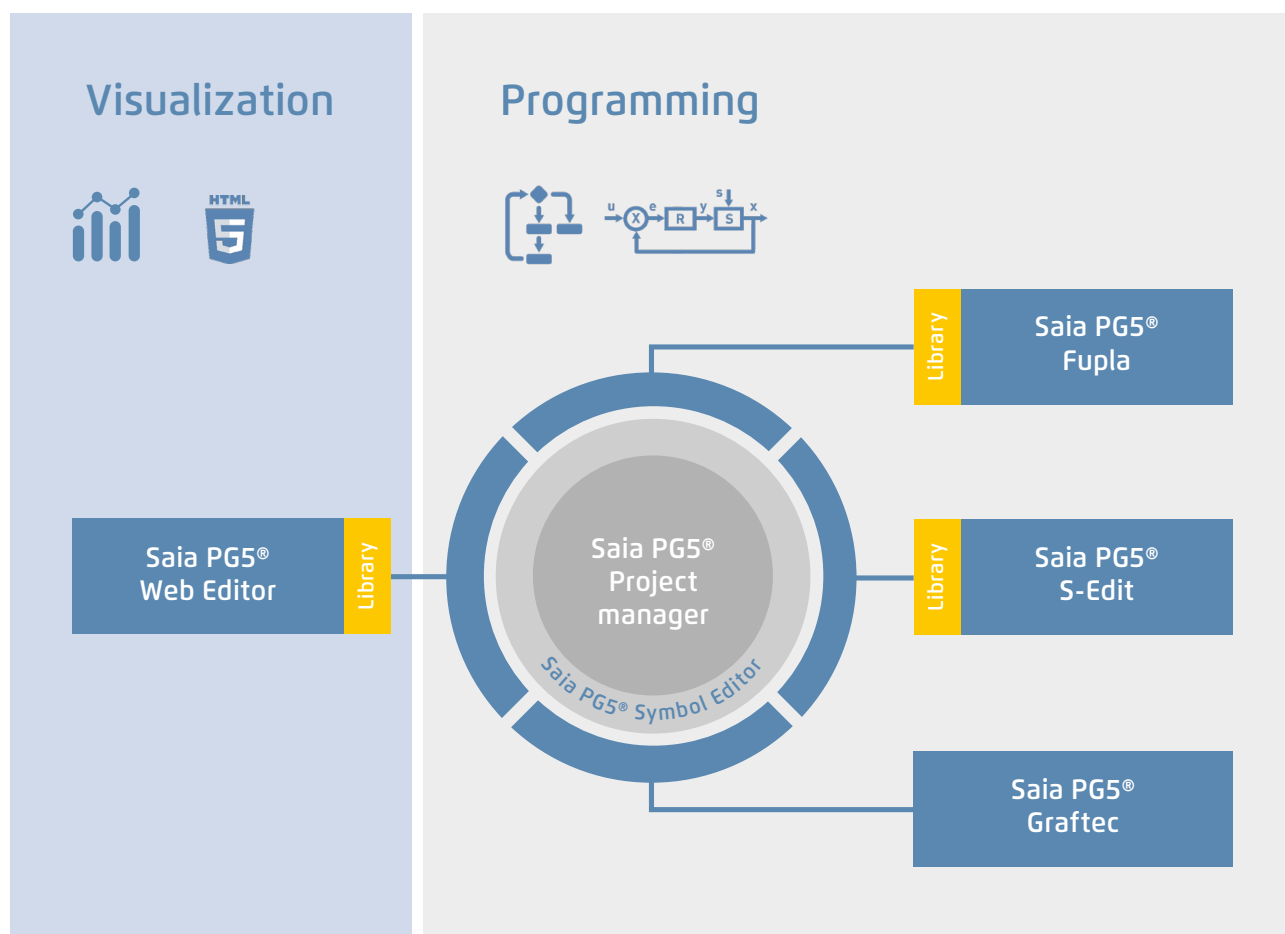 Visualization
Programming
HTML
5
u
X
e
R
y
s
S
x
Library
Saia PG5®
Fupla
Saia PG5®
Web Editor
Library
Saia PG5®
Project
manager
Saia PG5® Symbol Editor
Library
Saia PG5®
S-Edit
Saia PG5®
Graftec